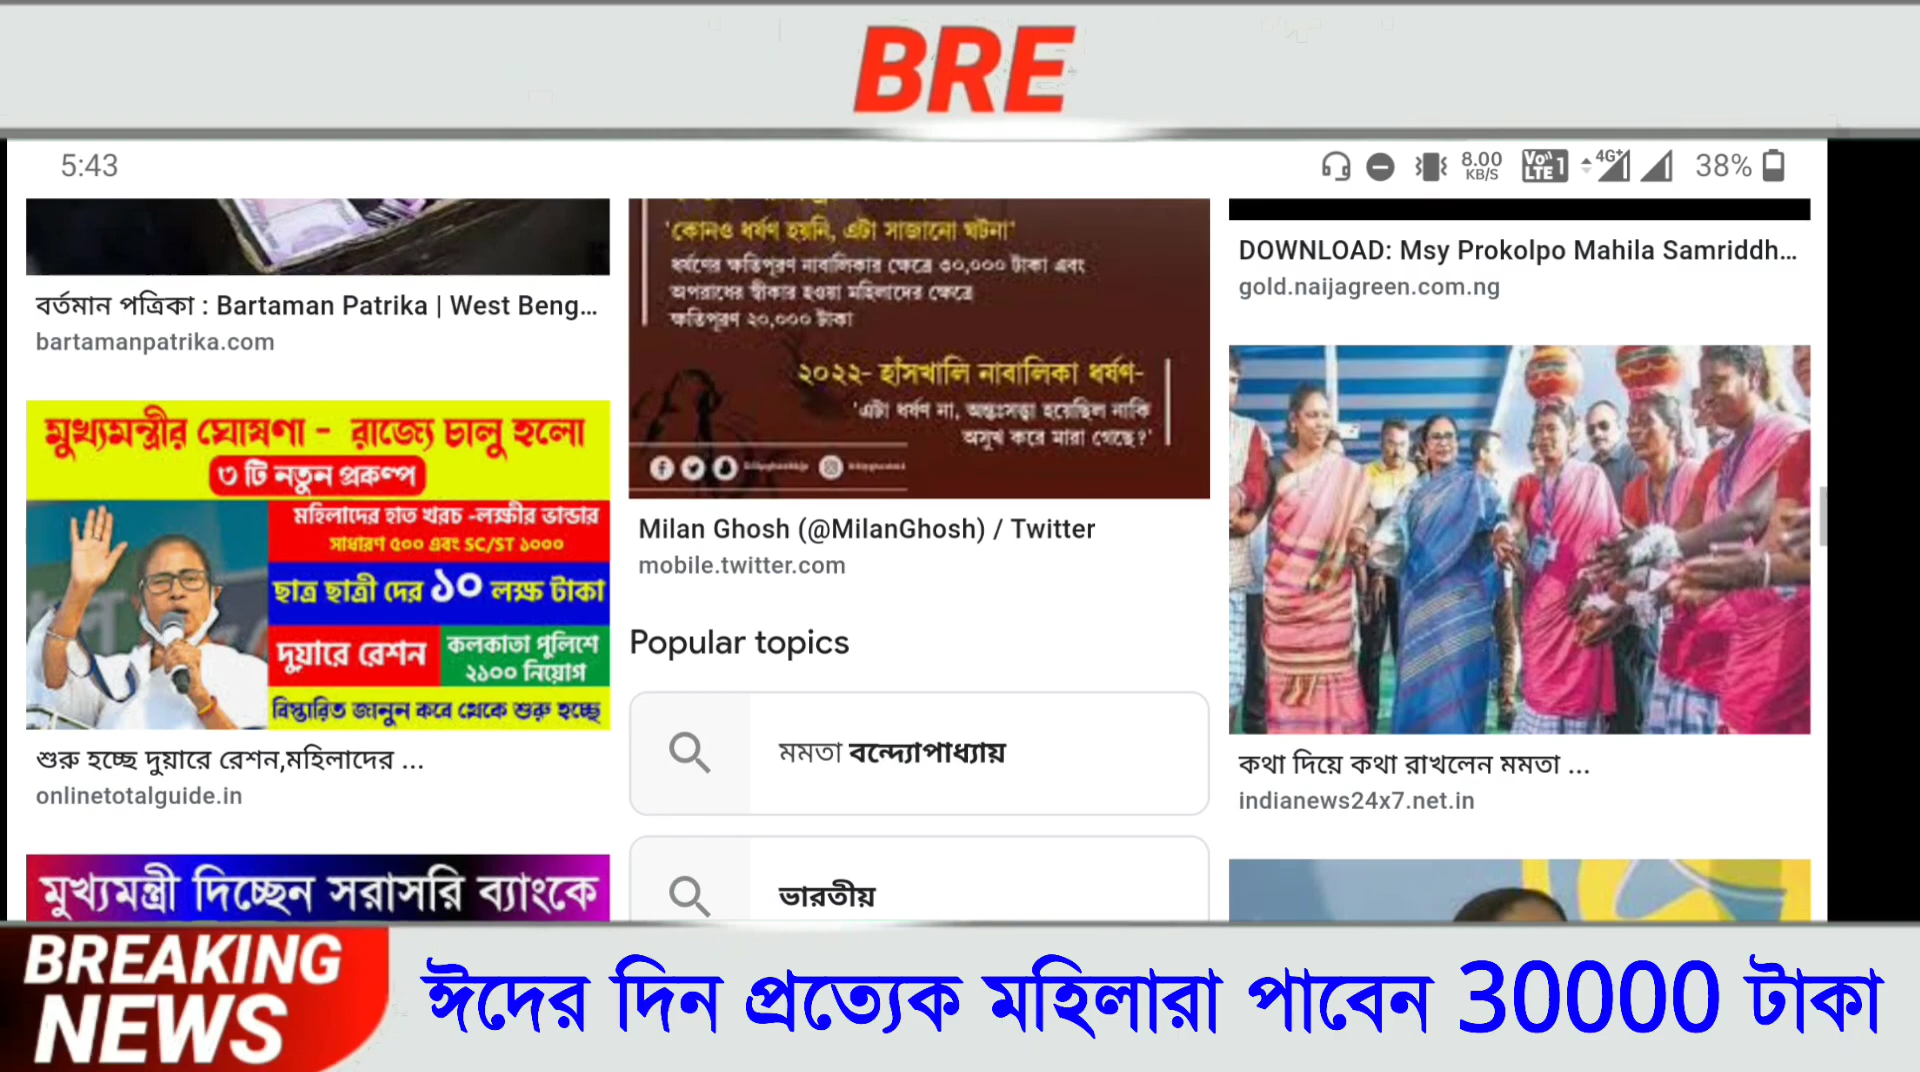 BRE
5:43
8.00
KB/S
Vo))
LTE 1
4G+
38%
বর্তমান পত্রিকা : Bartaman Patrika | West Beng...
bartamanpatrika.com
মুখ্যমন্ত্রীর ঘোষণা - রাজ্যে চালু হলো
৩ টি নতুন প্রকল্প
মহিলাদের হাত খরচ -লক্ষীর ভান্ডার
সাধারণ ৫০০ এবং SC/ST ১০০০
ছাত্র ছাত্রী দের ১০ লক্ষ টাকা
দুয়ারে রেশন
কলকাতা পুলিশে
২১০০ নিয়োগ
বিস্তারিত জানুন কবে থেকে শুরু হচ্ছে
শুরু হচ্ছে দুয়ারে রেশন,মহিলাদের ...
onlinetotalguide.in
মুখ্যমন্ত্রী দিচ্ছেন সরাসরি ব্যাংকে
'কোনও ধর্ষণ হয়নি, এটা সাজানো ঘটনা'
ধর্ষণের ক্ষতিপূরণ নাবালিকার ক্ষেত্রে ৩০,০০০ টাকা এবং
অপরাধের স্বীকার হওয়া মহিলাদের ক্ষেত্রে
ক্ষতিপূরণ ২০,০০০ টাকা
২০২২- হাঁসখালি নাবালিকা ধর্ষণ-
'এটা ধর্ষণ না, অন্তঃসত্ত্বা হয়েছিল নাকি
অসুখ করে মারা গেছে?'
Milan Ghosh (@MilanGhosh) / Twitter
mobile.twitter.com
Popular topics
মমতা বন্দ্যোপাধ্যায়
ভারতীয়
DOWNLOAD: Msy Prokolpo Mahila Samriddh...
gold.naijagreen.com.ng
কথা দিয়ে কথা রাখলেন মমতা ...
indianews24x7.net.in
BREAKING
NEWS
ঈদের দিন প্রত্যেক মহিলারা পাবেন 30000 টাকা